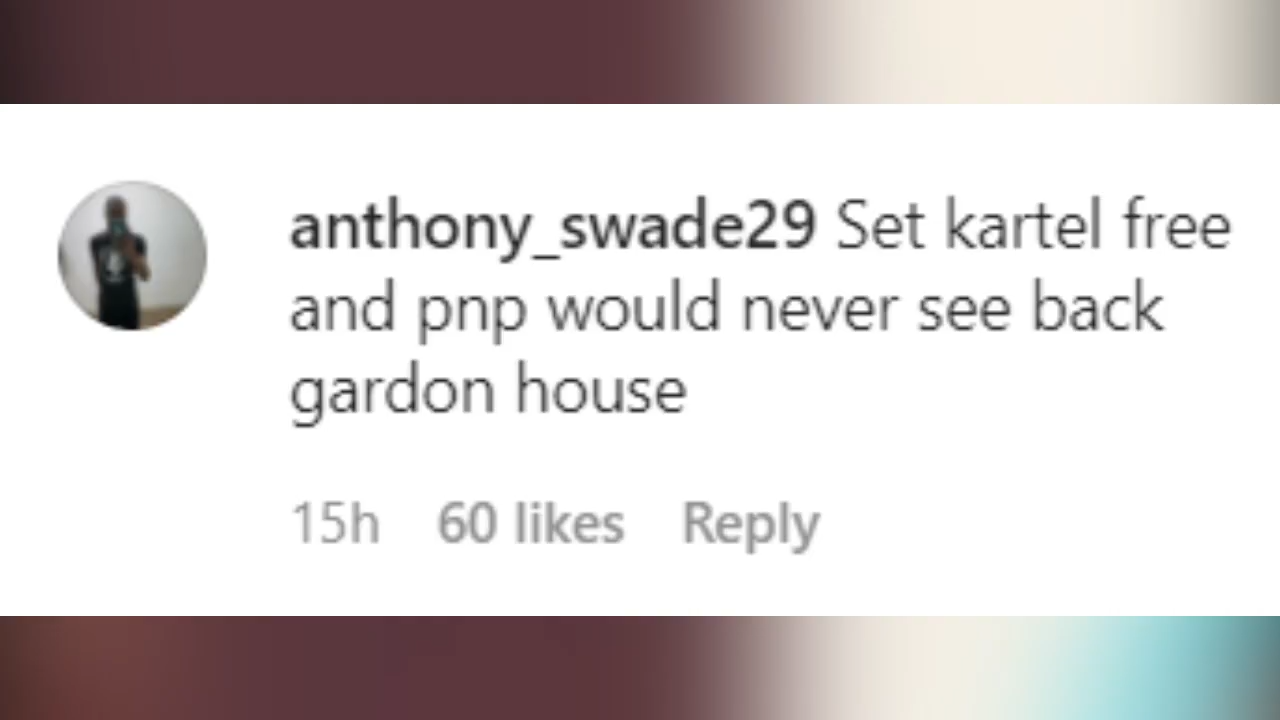 anthony_swade29 Set kartel free
and pnp would never see back
gardon house
15h 60 likes Reply